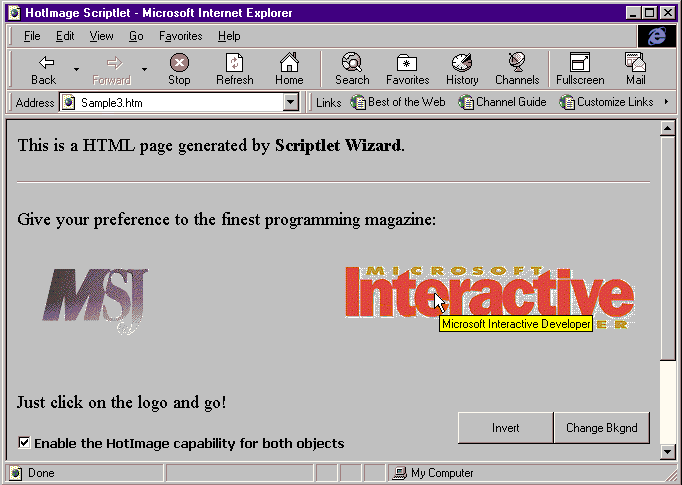 HotImage Scriptlet - Microsoft Internet Explorer
File Edit View Go Favorites Help
Back Forward Stop Refresh Home Search Favorites History Channels Fullscreen Mail
Address Sample3.htm Links Best of the Web Channel Guide Customize Links
This is a HTML page generated by Scriptlet Wizard.
Give your preference to the finest programming magazine:
MSJ
MICROSOFT
Interactive
Microsoft Interactive Developer
Just click on the logo and go!
Invert Change Bkgnd
Enable the HotImage capability for both objects
Done My Computer